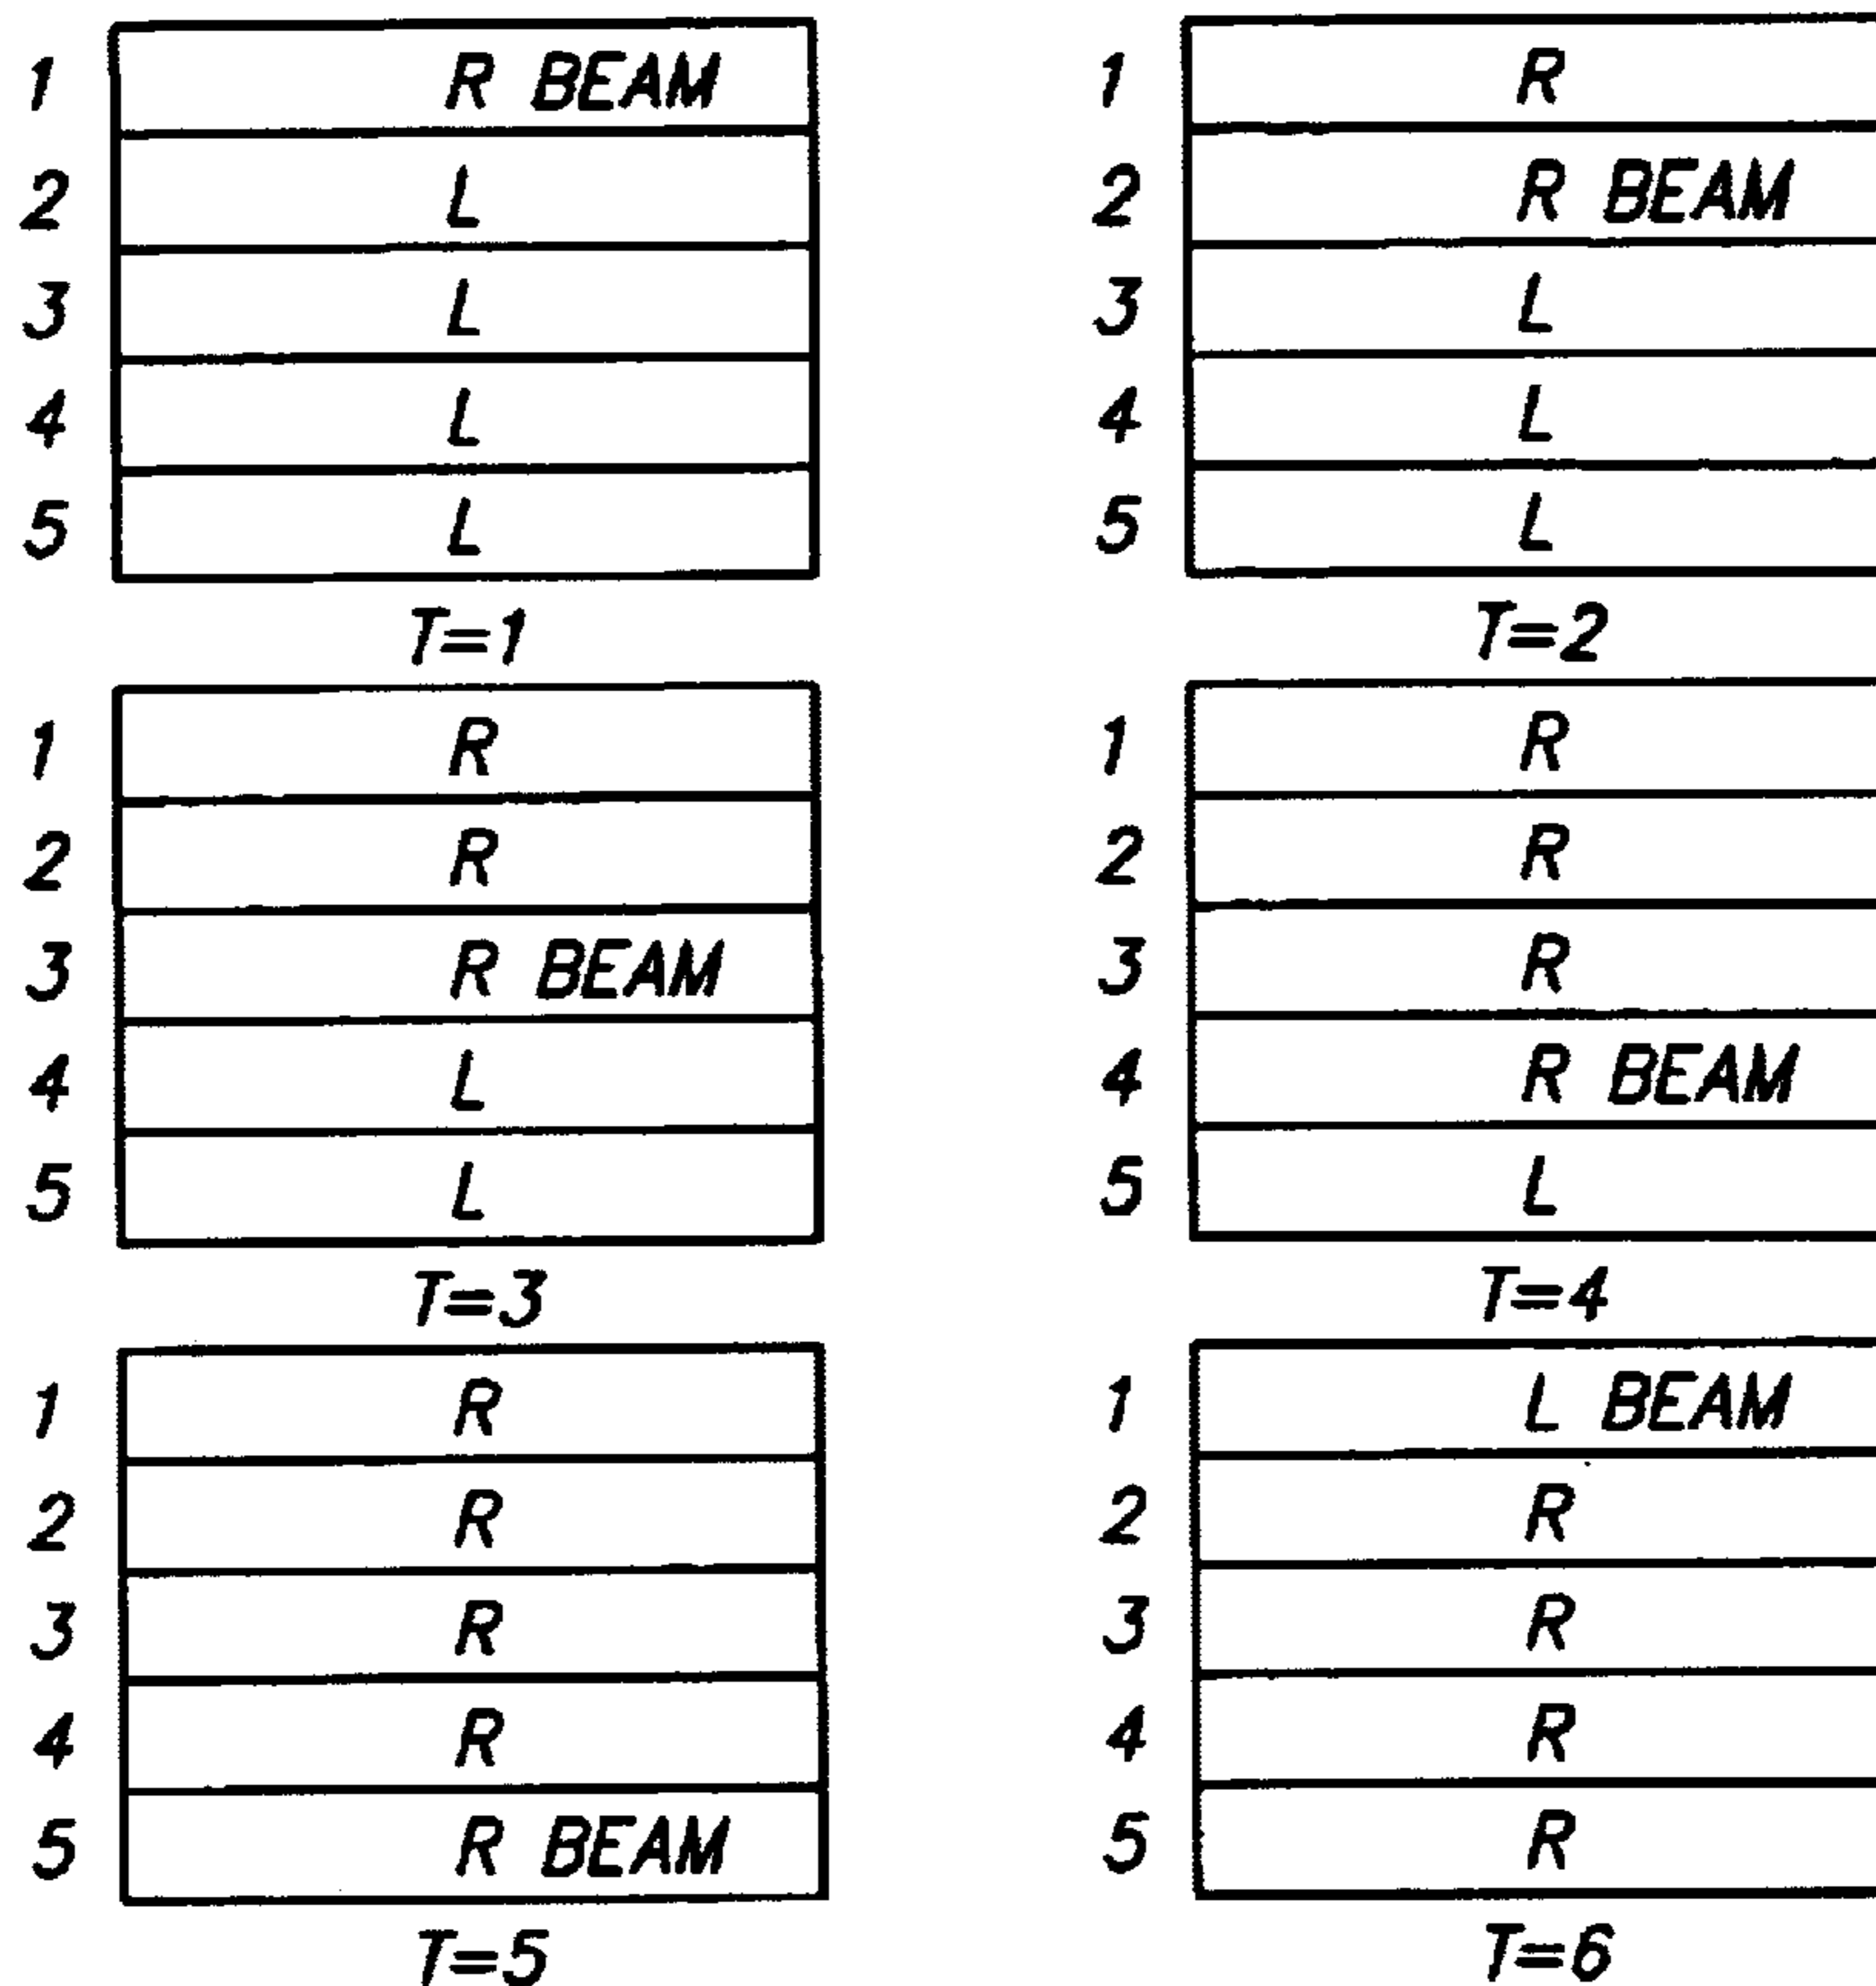 1 R BEAM
2 L
3 L
4 L
5 L
T=1
1 R
2 R BEAM
3 L
4 L
5 L
T=2
1 R
2 R
3 R BEAM
4 L
5 L
T=3
1 R
2 R
3 R
4 R BEAM
5 L
T=4
1 R
2 R
3 R
4 R
5 R BEAM
T=5
1 L BEAM
2 R
3 R
4 R
5 R
T=6